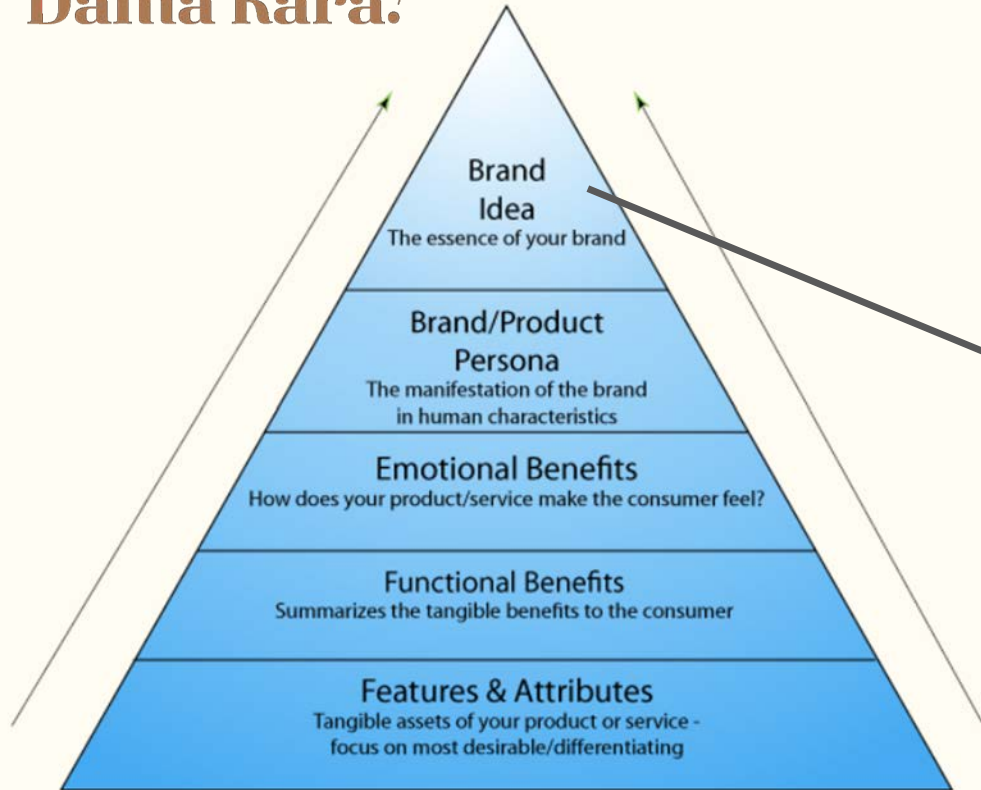 Dama Rara?
Brand
Idea
The essence of your brand
Brand/Product
Persona
The manifestation of the brand
in human characteristics
Emotional Benefits
How does your product/service make the consumer feel?
Functional Benefits
Summarizes the tangible benefits to the consumer
Features & Attributes
Tangible assets of your product or service -
focus on most desirable/differentiating